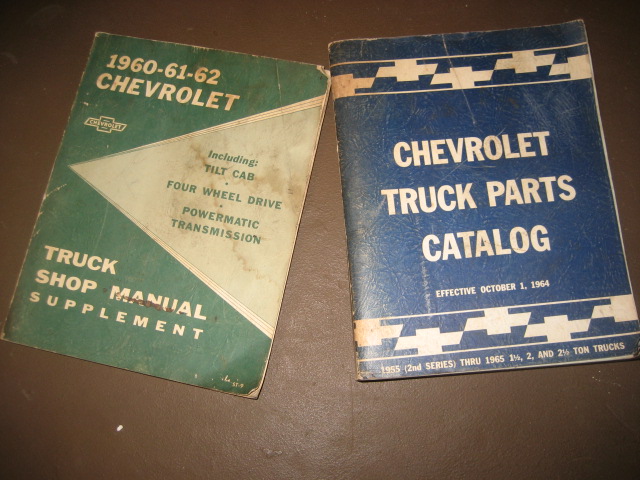 1960-61-62
CHEVROLET
CHEVROLET
Including:
TILT CAB
•
FOUR WHEEL DRIVE
•
POWERMATIC
TRANSMISSION
TRUCK
SHOP MANUAL
SUPPLEMENT
CHEVROLET
TRUCK PARTS
CATALOG
EFFECTIVE OCTOBER 1, 1964
1955 (2nd SERIES) THRU 1965 1½, 2, AND 2½ TON TRUCKS